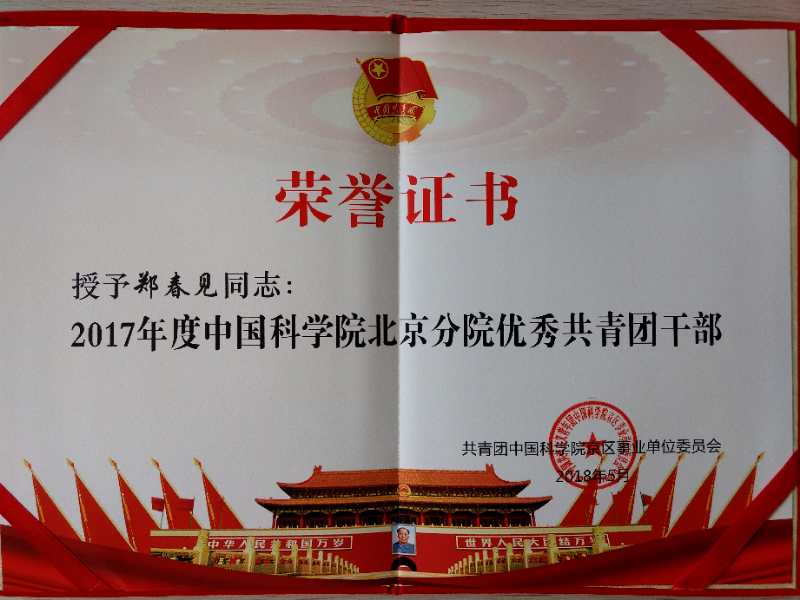 荣誉证书
授予郑春见同志：
2017年度中国科学院北京分院优秀共青团干部
共青团中国科学院京区事业单位委员会
2018年5月
中华人民共和国万岁
世界人民大团结万岁